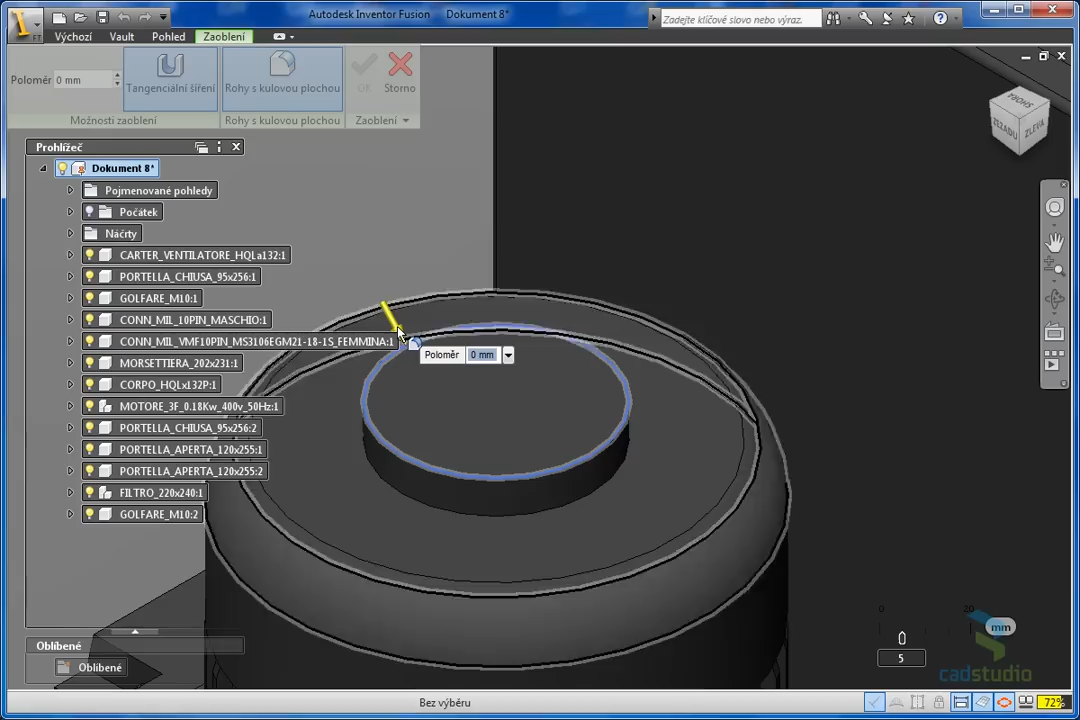 Autodesk Inventor Fusion Dokument 8*
Zadejte klíčové slovo nebo výraz.
FT
Výchozí Vault Pohled Zaoblení
Poloměr 0 mm
Tangenciální šíření
Rohy s kulovou plochou
OK
Storno
Možnosti zaoblení
Rohy s kulovou plochou
Zaoblení
Prohlížeč
Dokument 8*
Pojmenované pohledy
Počátek
Náčrty
CARTER_VENTILATORE_HQLa132:1
PORTELLA_CHIUSA_95x256:1
GOLFARE_M10:1
CONN_MIL_10PIN_MASCHIO:1
CONN_MIL_VMF10PIN_MS3106EGM21-18-1S_FEMMINA:1
MORSETTIERA_202x231:1
CORPO_HQLx132P:1
MOTORE_3F_0.18Kw_400v_50Hz:1
PORTELLA_CHIUSA_95x256:2
PORTELLA_APERTA_120x255:1
PORTELLA_APERTA_120x255:2
FILTRO_220x240:1
GOLFARE_M10:2
Poloměr 0 mm
SHORA
ZEZADU
ZLEVA
Oblíbené
Oblíbené
0 20
mm
5
cadstudio
Bez výběru
72%